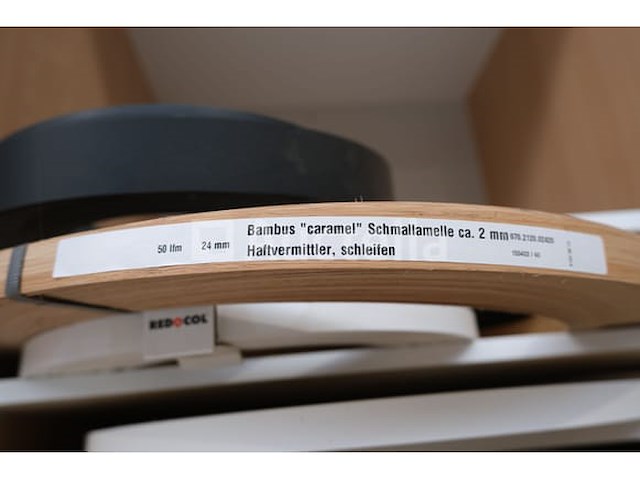 50 lfm 24 mm Bambus "caramel" Schmallamelle ca. 2 mm
Haftvermittler, schleifen
REDOCOL